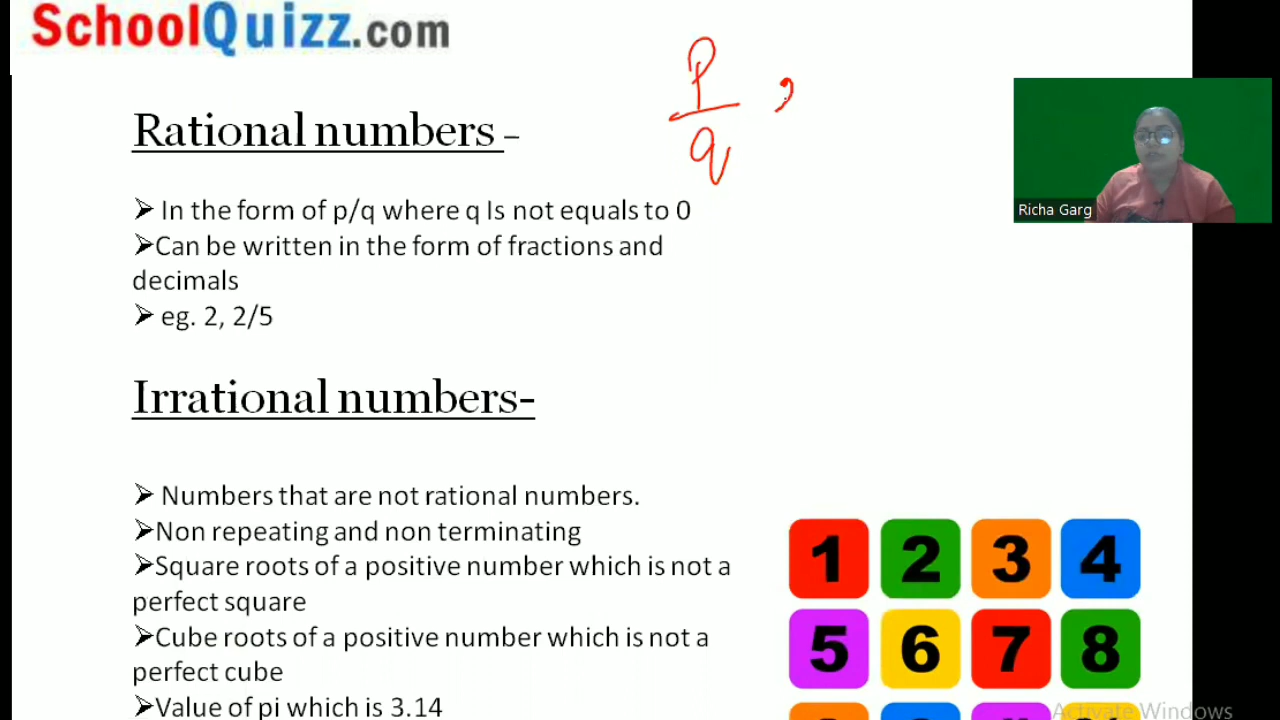 SchoolQuizz.com
p
q ,
Rational numbers –
➢ In the form of p/q where q Is not equals to 0
➢Can be written in the form of fractions and
decimals
➢ eg. 2, 2/5
Richa Garg
Irrational numbers-
➢ Numbers that are not rational numbers.
➢Non repeating and non terminating
➢Square roots of a positive number which is not a
perfect square
➢Cube roots of a positive number which is not a
perfect cube
➢Value of pi which is 3.14
1 2 3 4
5 6 7 8
Activate Windows